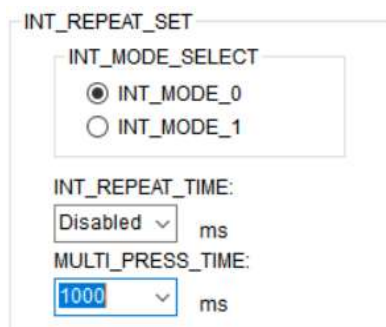 INT_REPEAT_SET
INT_MODE_SELECT
INT_MODE_0
INT_MODE_1
INT_REPEAT_TIME:
Disabled ms
MULTI_PRESS_TIME:
1000 ms